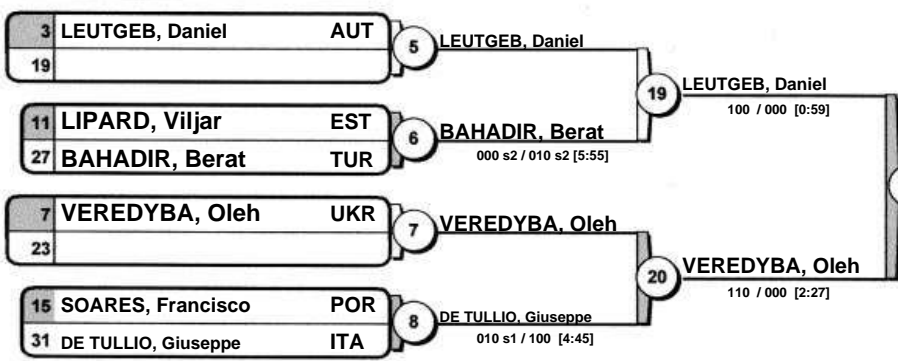 3 LEUTGEB, Daniel AUT
19
5 LEUTGEB, Daniel
11 LIPARD, Viljar EST
27 BAHADIR, Berat TUR
6 BAHADIR, Berat
000 s2 / 010 s2 [5:55]
19 LEUTGEB, Daniel
100 / 000 [0:59]
7 VEREDYBA, Oleh UKR
23
7 VEREDYBA, Oleh
15 SOARES, Francisco POR
31 DE TULLIO, Giuseppe ITA
8 DE TULLIO, Giuseppe
010 s1 / 100 [4:45]
20 VEREDYBA, Oleh
110 / 000 [2:27]